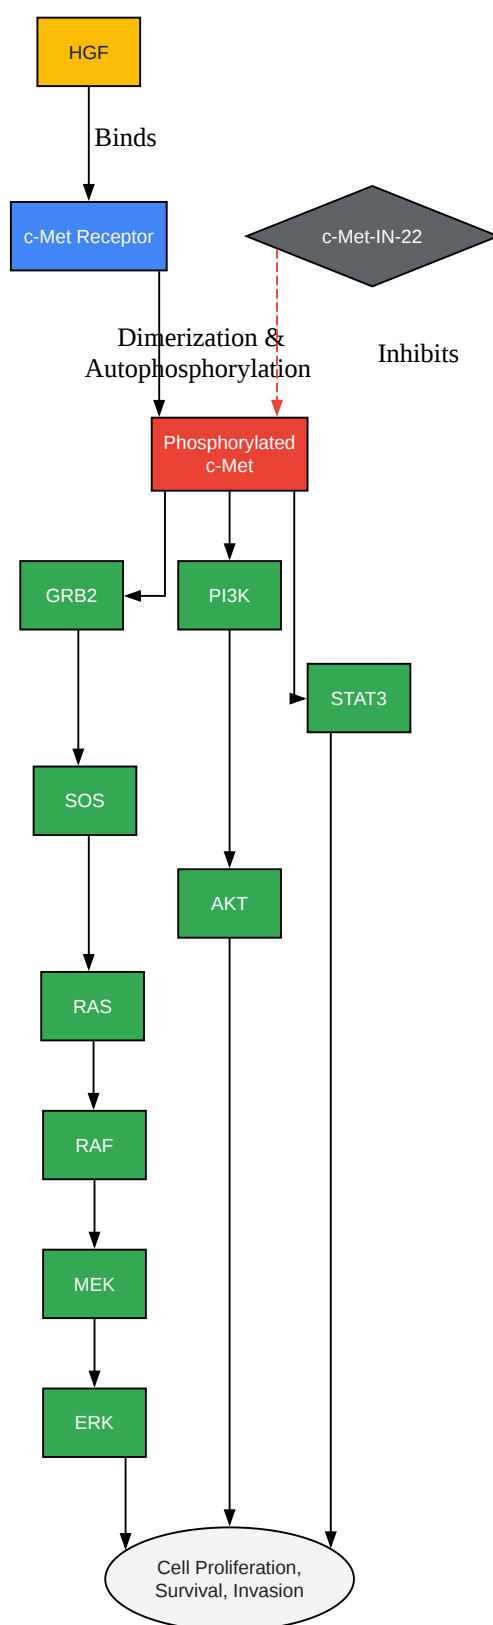 HGF
Binds
c-Met Receptor
c-Met-IN-22
Dimerization &
Autophosphorylation
Inhibits
Phosphorylated
c-Met
GRB2
PI3K
STAT3
SOS
AKT
RAS
RAF
MEK
ERK
Cell Proliferation,
Survival, Invasion